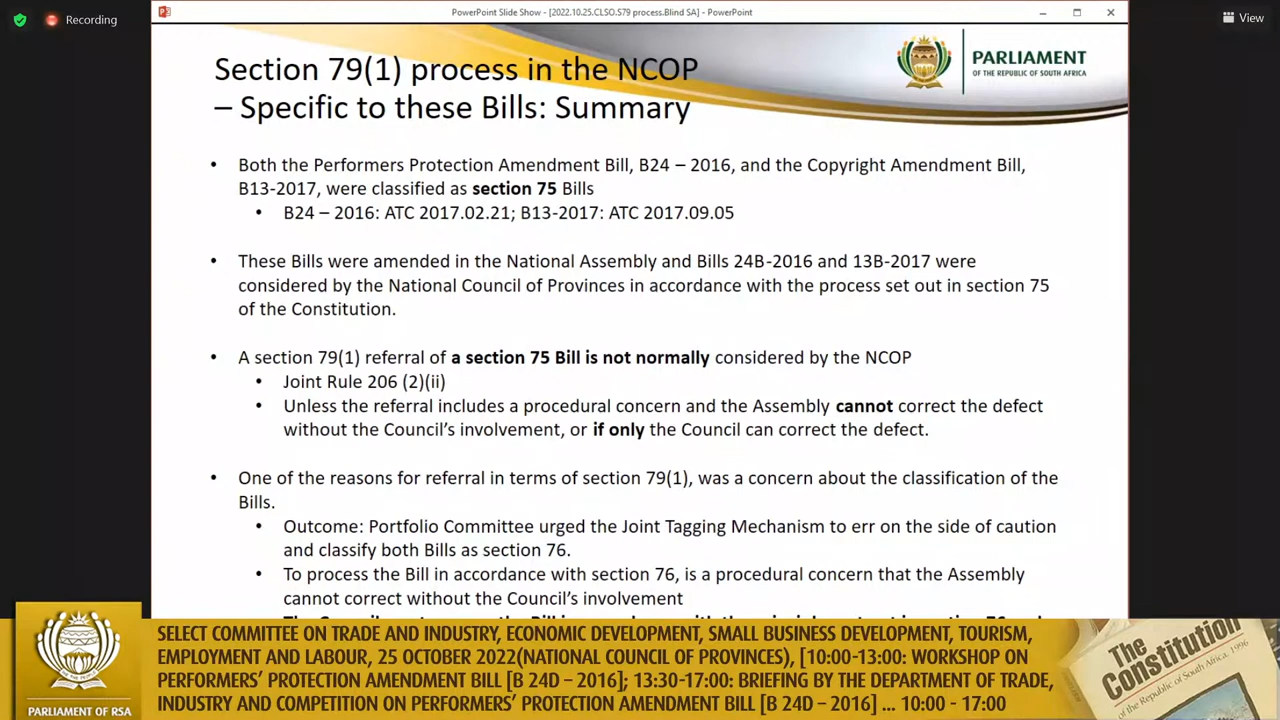 Recording
PowerPoint Slide Show - [2022.10.25.CLSO.S79 process.Blind SA] - PowerPoint
View
Section 79(1) process in the NCOP
– Specific to these Bills: Summary
PARLIAMENT
OF THE REPUBLIC OF SOUTH AFRICA
• Both the Performers Protection Amendment Bill, B24 – 2016, and the Copyright Amendment Bill,
B13-2017, were classified as section 75 Bills
• B24 – 2016: ATC 2017.02.21; B13-2017: ATC 2017.09.05
• These Bills were amended in the National Assembly and Bills 24B-2016 and 13B-2017 were
considered by the National Council of Provinces in accordance with the process set out in section 75
of the Constitution.
• A section 79(1) referral of a section 75 Bill is not normally considered by the NCOP
• Joint Rule 206 (2)(ii)
• Unless the referral includes a procedural concern and the Assembly cannot correct the defect
without the Council's involvement, or if only the Council can correct the defect.
• One of the reasons for referral in terms of section 79(1), was a concern about the classification of the
Bills.
• Outcome: Portfolio Committee urged the Joint Tagging Mechanism to err on the side of caution
and classify both Bills as section 76.
• To process the Bill in accordance with section 76, is a procedural concern that the Assembly
cannot correct without the Council's involvement
SELECT COMMITTEE ON TRADE AND INDUSTRY, ECONOMIC DEVELOPMENT, SMALL BUSINESS DEVELOPMENT, TOURISM,
EMPLOYMENT AND LABOUR, 25 OCTOBER 2022(NATIONAL COUNCIL OF PROVINCES), [10:00-13:00: WORKSHOP ON
PERFORMERS' PROTECTION AMENDMENT BILL [B 24D – 2016]; 13:30-17:00: BRIEFING BY THE DEPARTMENT OF TRADE,
INDUSTRY AND COMPETITION ON PERFORMERS' PROTECTION AMENDMENT BILL [B 24D – 2016] ... 10:00 - 17:00
PARLIAMENT OF RSA
The
Constitution
of the Republic of South Africa, 1996